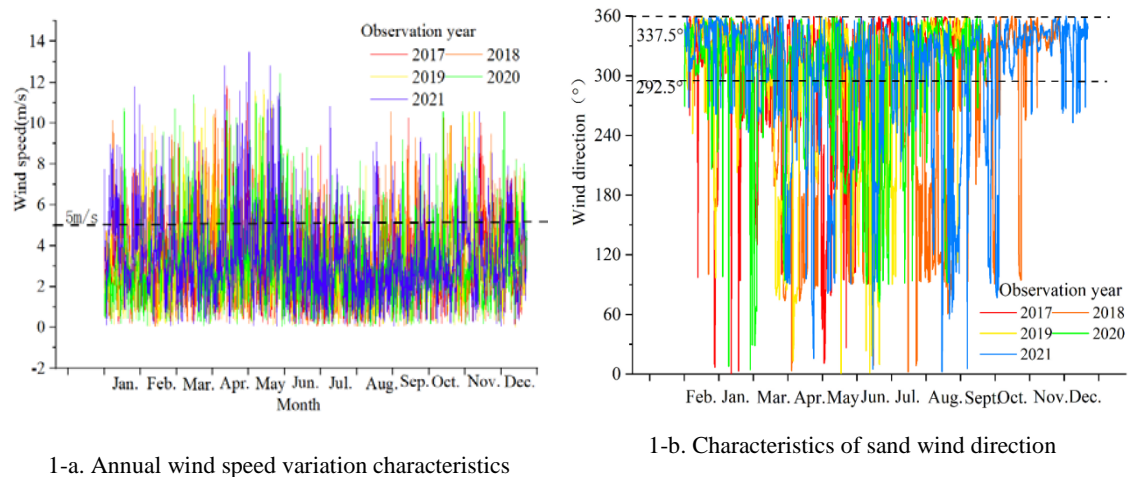 Observation year
2017 2018
2019 2020
2021
14
12
10
8
6
4
2
0
-2
5m/s
Wind speed(m/s)
Jan. Feb. Mar. Apr. May Jun. Jul. Aug. Sep. Oct. Nov. Dec.
Month
1-a. Annual wind speed variation characteristics
360
300
240
180
120
60
0
337.5°
292.5°
Wind direction（°）
Observation year
2017 2018
2019 2020
2021
Feb. Jan. Mar. Apr. May Jun. Jul. Aug. Sept. Oct. Nov. Dec.
1-b. Characteristics of sand wind direction